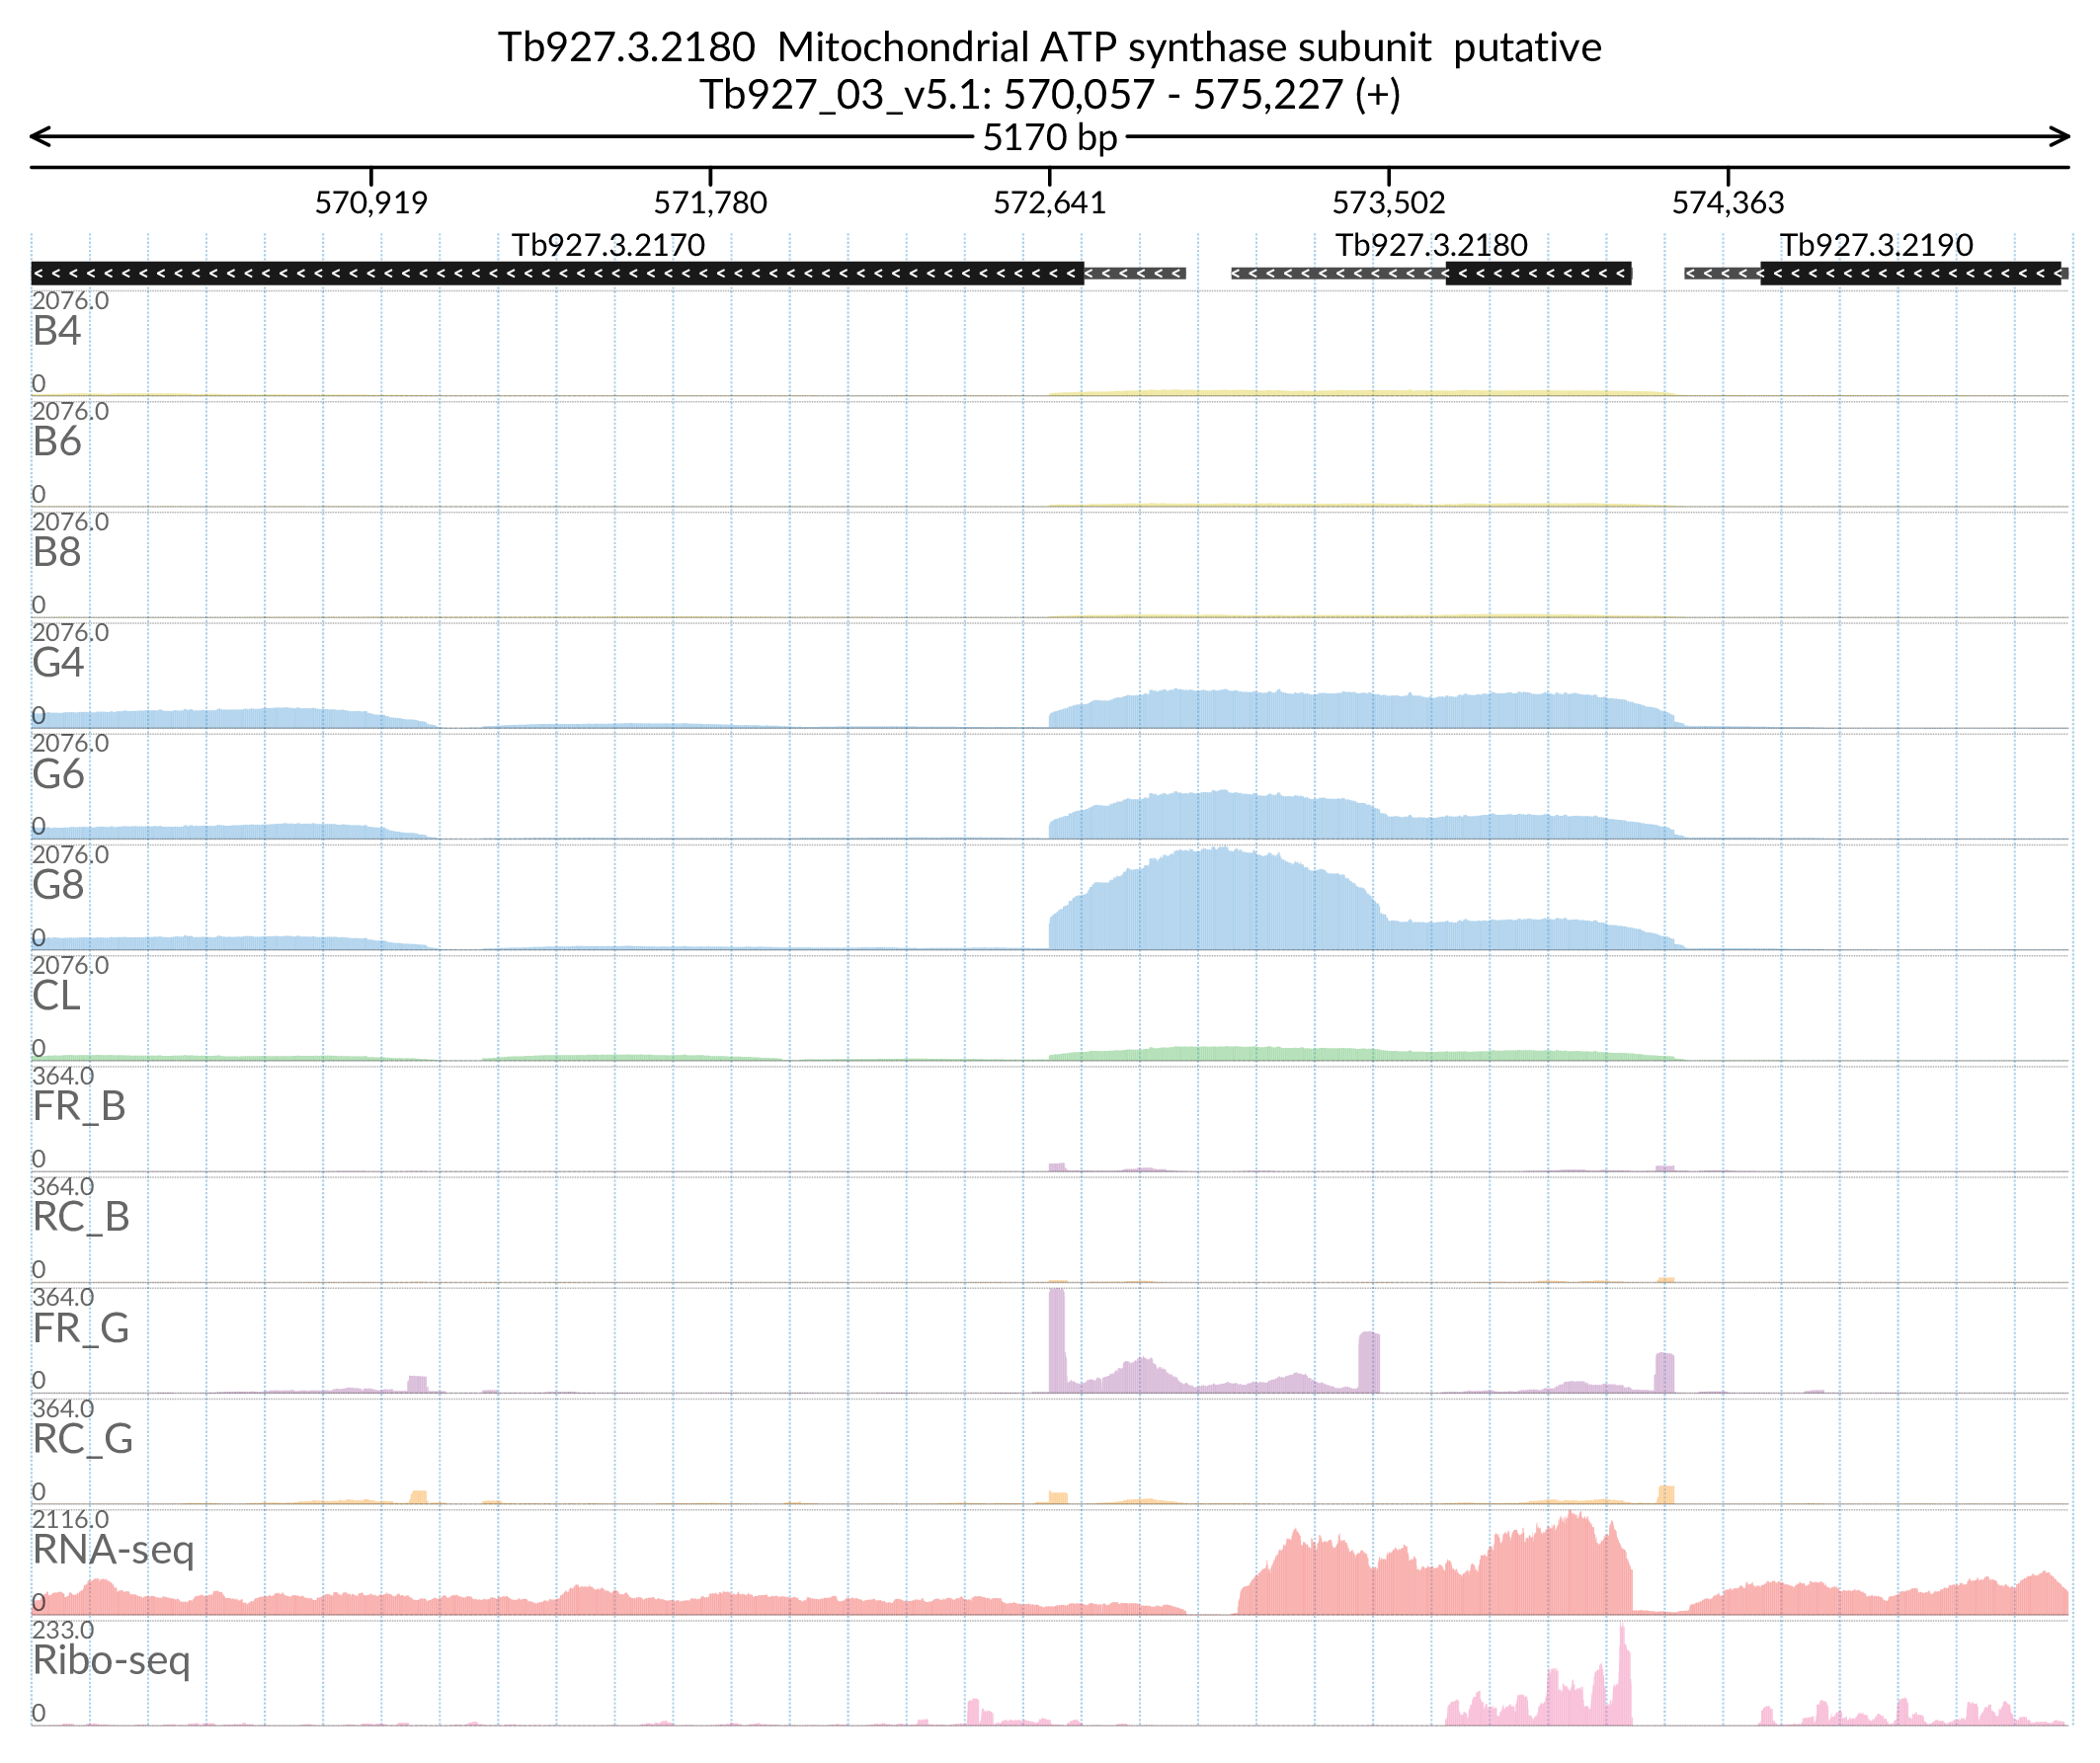 Tb927.3.2180  Mitochondrial ATP synthase subunit  putative
Tb927_03_v5.1: 570,057 - 575,227 (+)
5170 bp
570,919 571,780 572,641 573,502 574,363
Tb927.3.2170 Tb927.3.2180 Tb927.3.2190
2076.0
B4
0
2076.0
B6
0
2076.0
B8
0
2076.0
G4
0
2076.0
G6
0
2076.0
G8
0
2076.0
CL
0
364.0
FR_B
0
364.0
RC_B
0
364.0
FR_G
0
364.0
RC_G
0
2116.0
RNA-seq
0
233.0
Ribo-seq
0